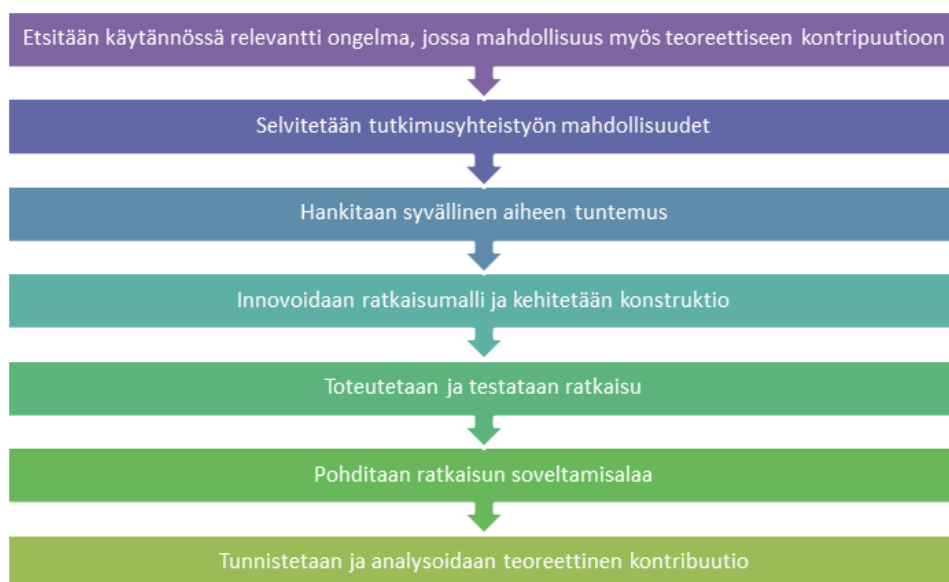 Etsitään käytännössä relevantti ongelma, jossa mahdollisuus myös teoreettiseen kontripuutioon
Selvitetään tutkimusyhteistyön mahdollisuudet
Hankitaan syvällinen aiheen tuntemus
Innovoidaan ratkaisumalli ja kehitetään konstruktio
Toteutetaan ja testataan ratkaisu
Pohditaan ratkaisun soveltamisalaa
Tunnistetaan ja analysoidaan teoreettinen kontribuutio